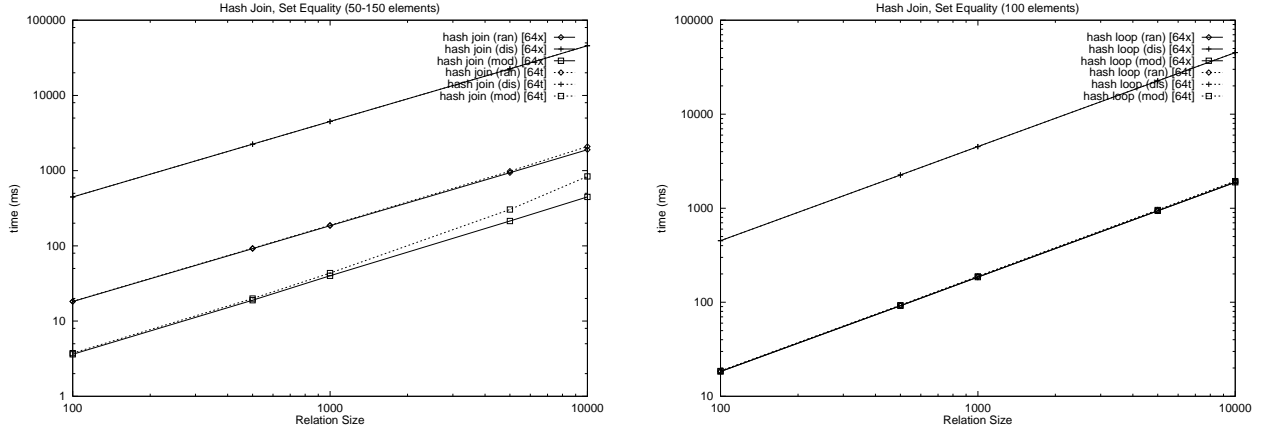 Hash Join, Set Equality (50-150 elements)
100000
10000
1000
100
10
1
time (ms)
hash join (ran) [64x]
hash join (dis) [64x]
hash join (mod) [64x]
hash join (ran) [64t]
hash join (dis) [64t]
hash join (mod) [64t]
100
1000
10000
Relation Size
Hash Join, Set Equality (100 elements)
100000
10000
1000
100
10
time (ms)
hash loop (ran) [64x]
hash loop (dis) [64x]
hash loop (mod) [64x]
hash loop (ran) [64t]
hash loop (dis) [64t]
hash loop (mod) [64t]
100
1000
10000
Relation Size